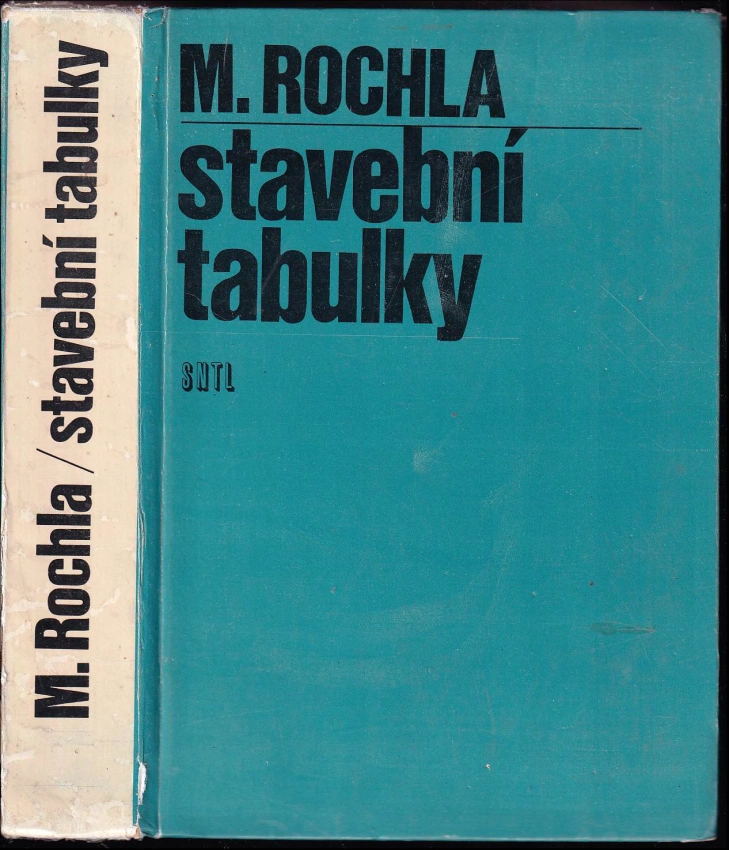 M. Rochla / stavební tabulky
M. ROCHLA
stavební
tabulky
SNTL